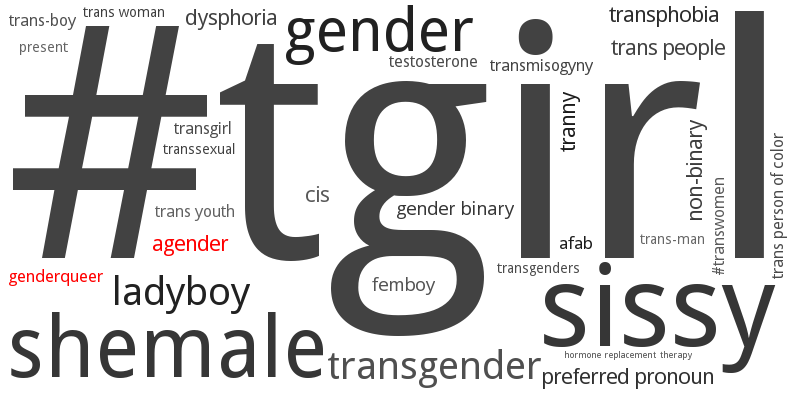 trans-boy
trans woman
present
dysphoria
gender
testosterone
transmisogyny
transphobia
trans people
#tgirl
transgirl
transsexual
tranny
non-binary
trans person of color
#transwomen
cis
trans youth
gender binary
agender
afab
trans-man
genderqueer
transgenders
ladyboy
femboy
sissy
shemale
transgender
hormone replacement therapy
preferred pronoun